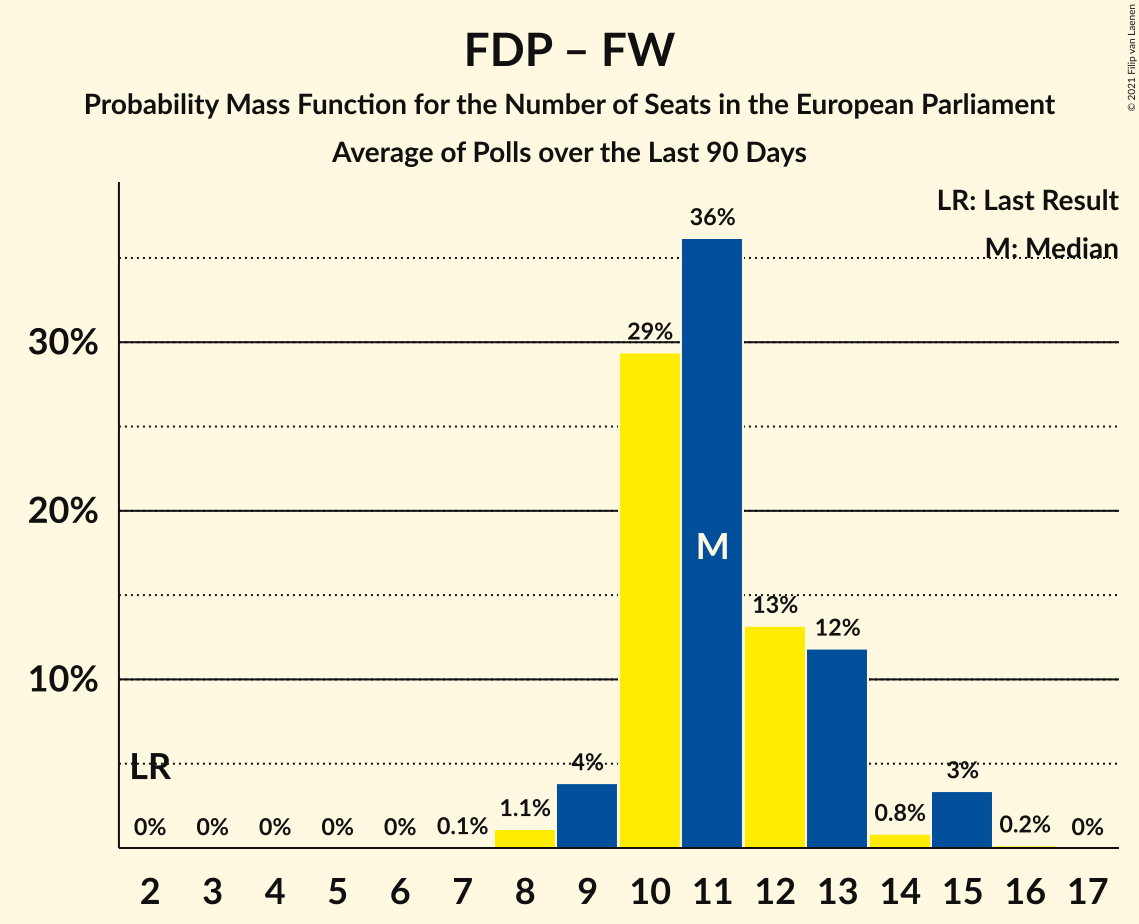 FDP – FW
Probability Mass Function for the Number of Seats in the European Parliament
Average of Polls over the Last 90 Days
© 2021 Filip van Laenen
LR: Last Result
M: Median
36%
29%
30%
20%
M
13%
12%
10%
LR
4%
3%
1.1%
0.8%
0% 0% 0% 0% 0% 0.1% 0.2% 0%
2 3 4 5 6 7 8 9 10 11 12 13 14 15 16 17